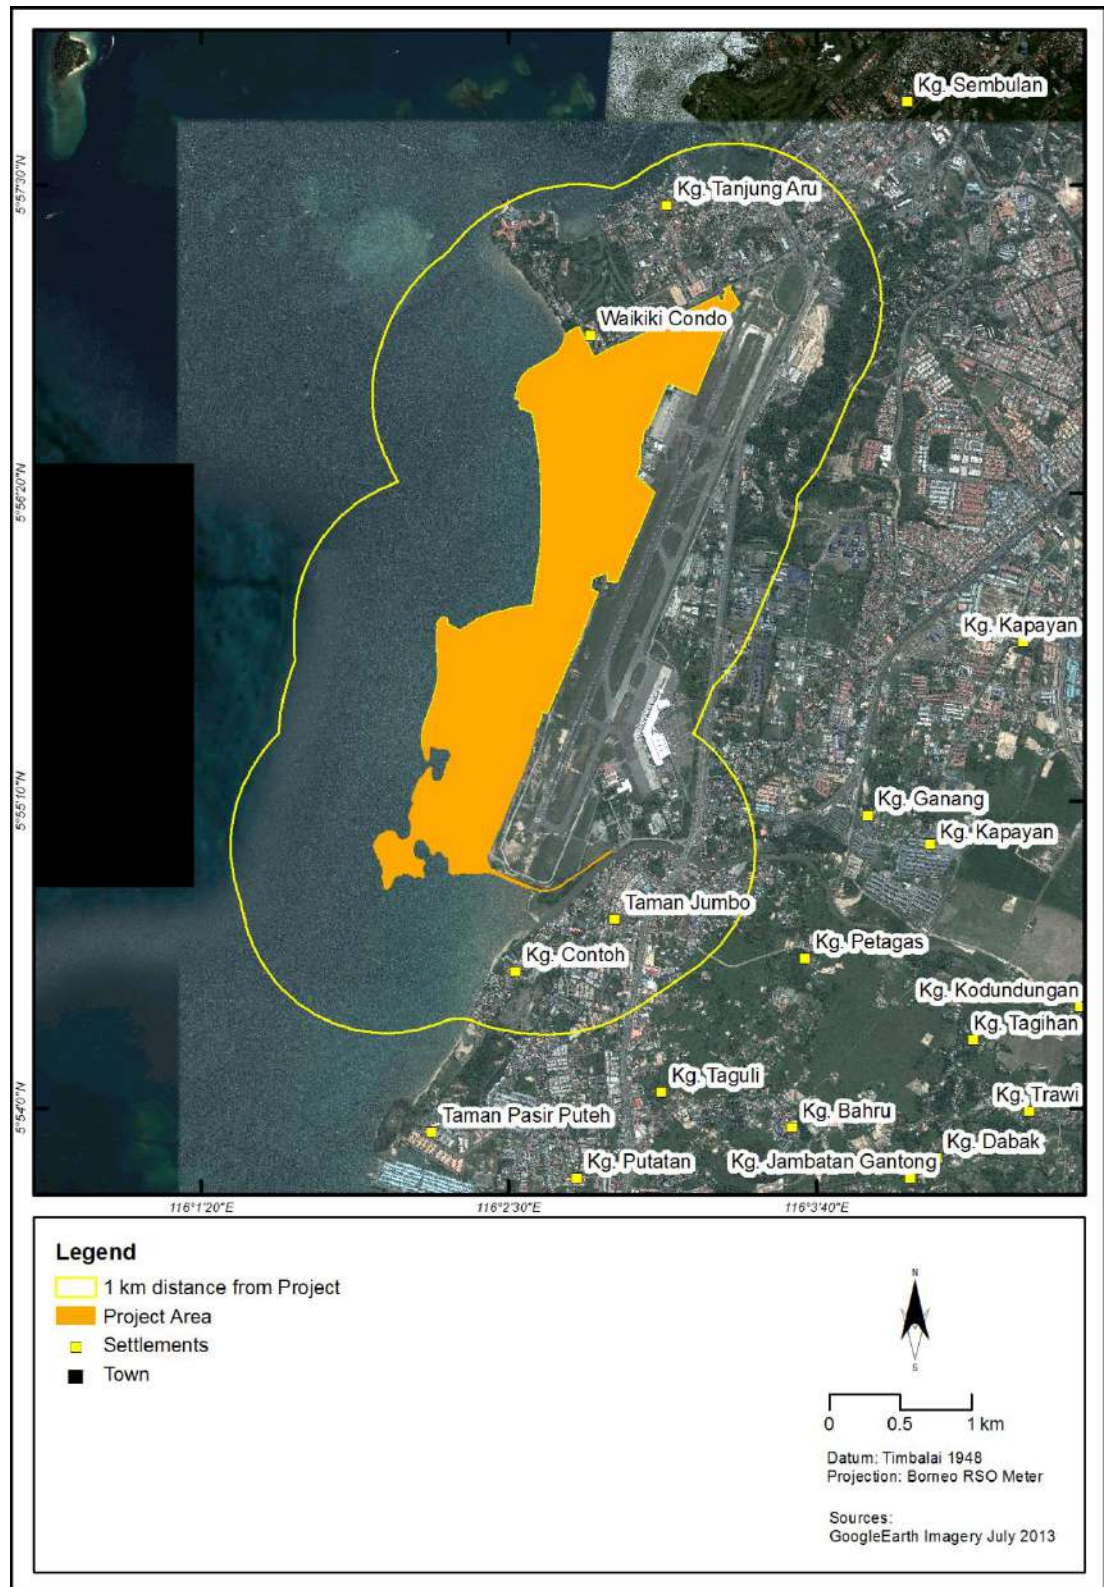 Kg. Sembulan
5°57'30"N
Kg. Tanjung Aru
Waikiki Condo
5°56'20"N
Kg. Kapayan
5°55'10"N
Kg. Ganang
Kg. Kapayan
Taman Jumbo
Kg. Petagas
Kg. Contoh
Kg. Kodundungan
Kg. Tagihan
Kg. Taguli
5°54'0"N
Kg. Trawi
Taman Pasir Puteh
Kg. Bahru
Kg. Dabak
Kg. Putatan
Kg. Jambatan Gantong
116°1'20"E
116°2'30"E
116°3'40"E
Legend
1 km distance from Project
Project Area
Settlements
Town
N
S
0 0.5 1 km
Datum: Timbalai 1948
Projection: Borneo RSO Meter
Sources:
GoogleEarth Imagery July 2013